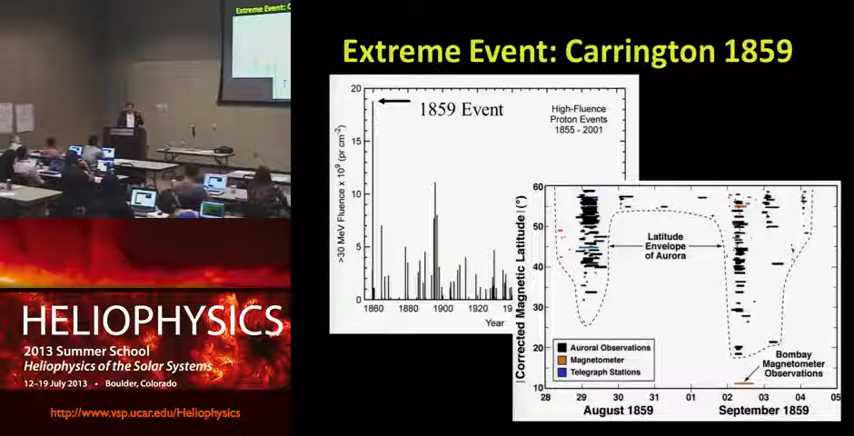 Extreme Event: C
Extreme Event: Carrington 1859
20
15
10
5
0
>30 MeV Fluence x 10⁹ (pr cm⁻²)
1859 Event
High-Fluence
Proton Events
1855 - 2001
1860 1880 1900 1920 19
Year
60
50
40
30
20
10
|Corrected Magnetic Latitude| (°)
Latitude
Envelope
of Aurora
Auroral Observations
Magnetometer
Telegraph Stations
Bombay
Magnetometer
Observations
28 29 30 31 01 02 03 04 05
August 1859 September 1859
HELIOPHYSICS
2013 Summer School
Heliophysics of the Solar Systems
12–19 July 2013 • Boulder, Colorado
http://www.vsp.ucar.edu/Heliophysics